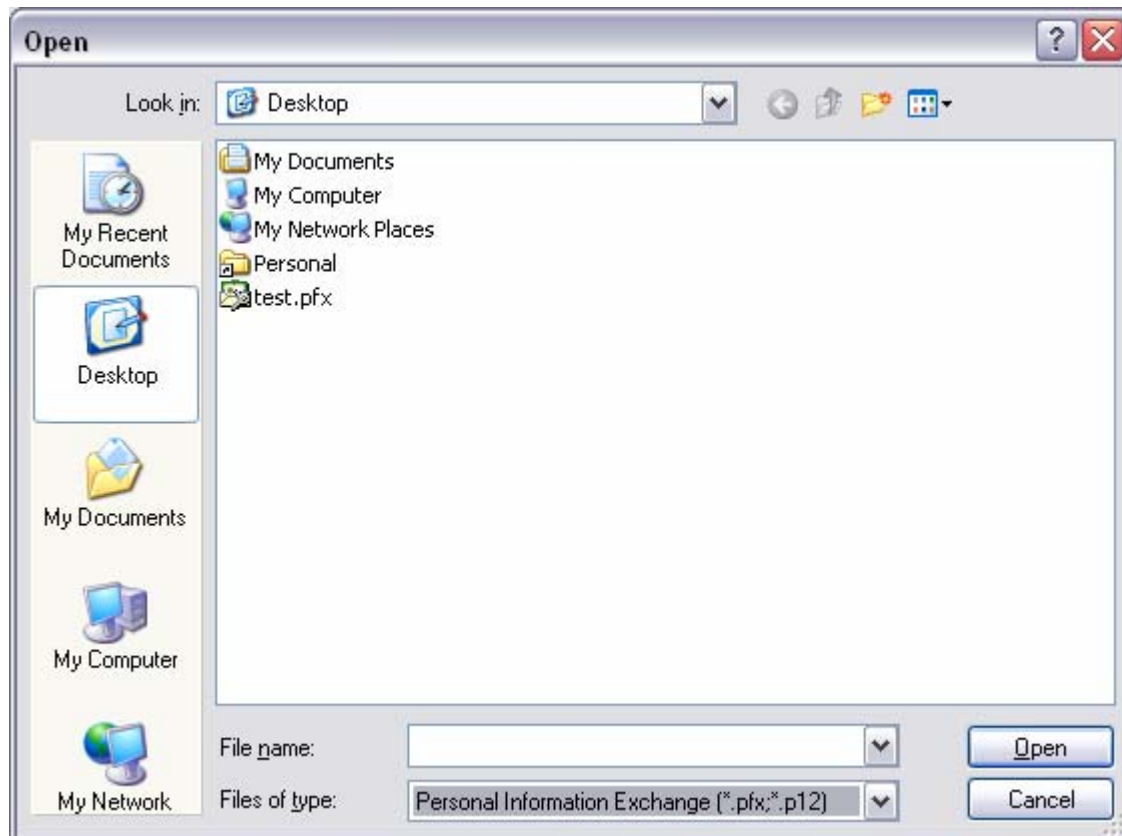 Open
Look in:
Desktop
My Recent
Documents
Desktop
My Documents
My Computer
My Network
My Documents
My Computer
My Network Places
Personal
test.pfx
File name:
Open
Files of type:
Personal Information Exchange (*.pfx;*.p12)
Cancel